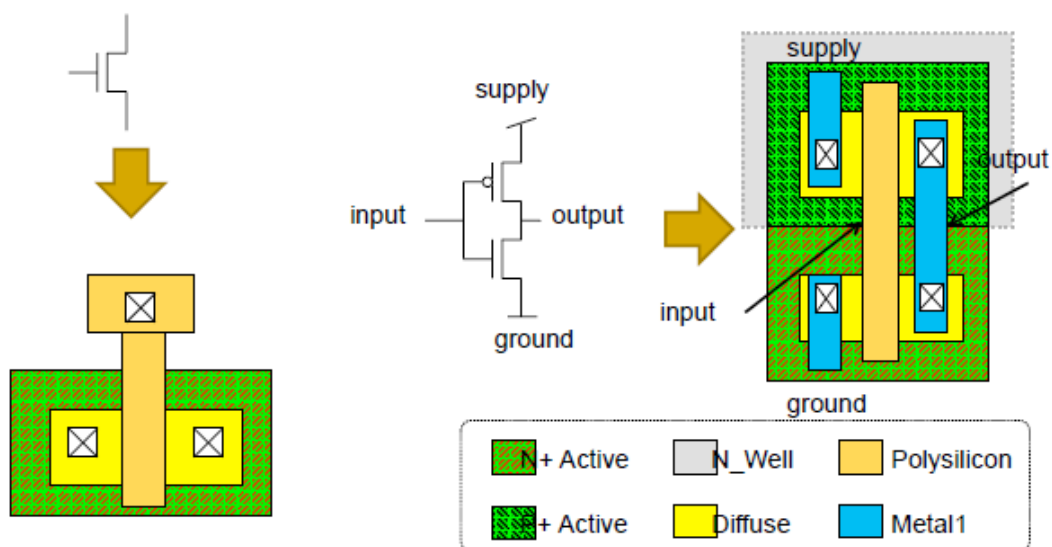 supply
supply
input
output
output
input
ground
ground
N+ Active
N_Well
Polysilicon
P+ Active
Diffuse
Metal1